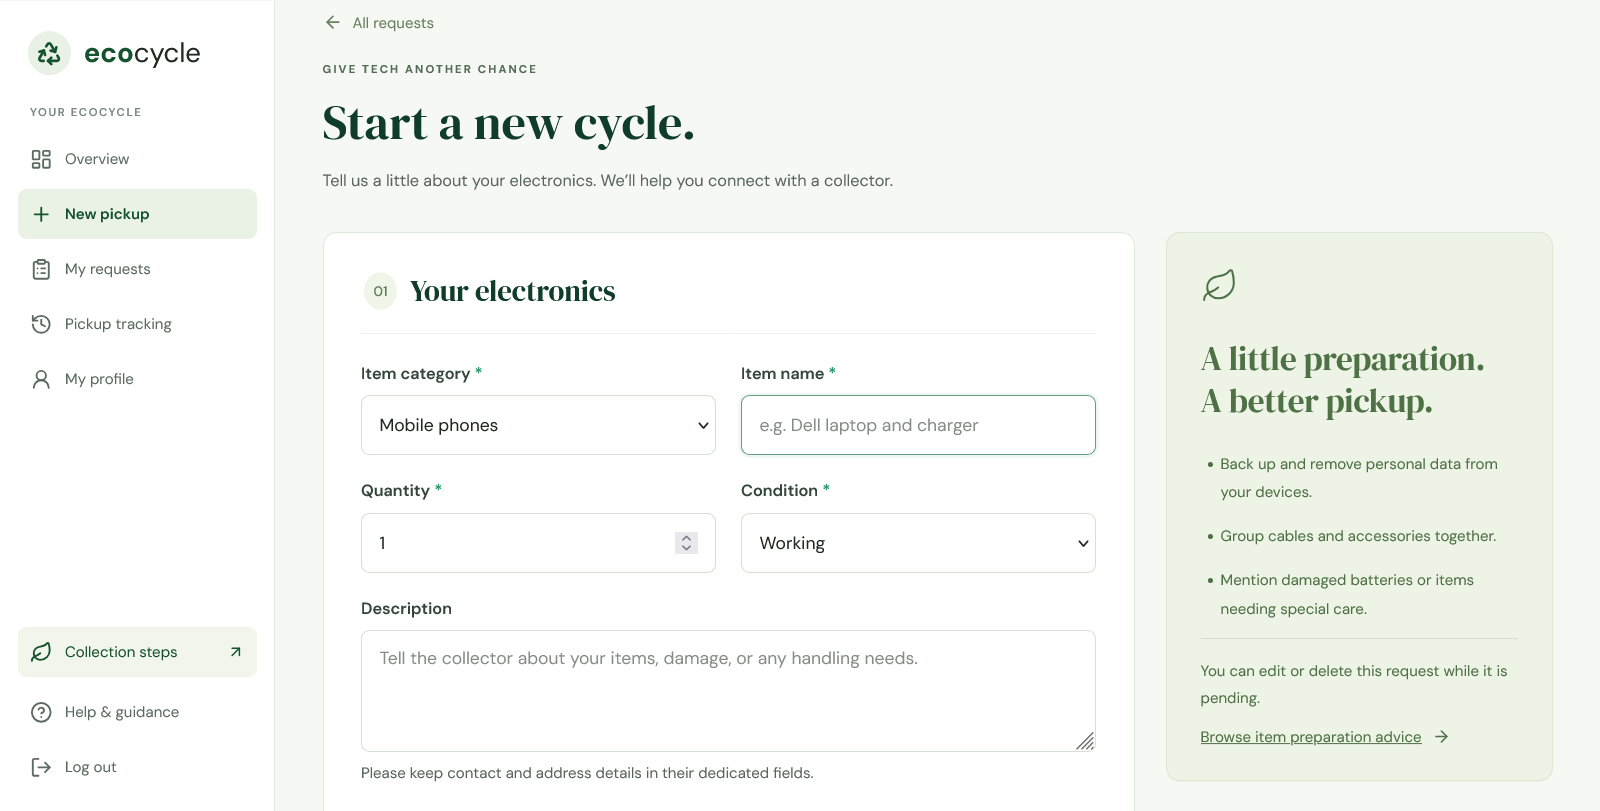 ecocycle
YOUR ECOCYCLE
Overview
New pickup
My requests
Pickup tracking
My profile
Collection steps
Help & guidance
Log out
All requests
GIVE TECH ANOTHER CHANCE
Start a new cycle.
Tell us a little about your electronics. We’ll help you connect with a collector.
01 Your electronics
Item category *
Mobile phones
Item name *
e.g. Dell laptop and charger
Quantity *
1
Condition *
Working
Description
Tell the collector about your items, damage, or any handling needs.
Please keep contact and address details in their dedicated fields.
A little preparation.
A better pickup.
• Back up and remove personal data from
your devices.
• Group cables and accessories together.
• Mention damaged batteries or items
needing special care.
You can edit or delete this request while it is
pending.
Browse item preparation advice